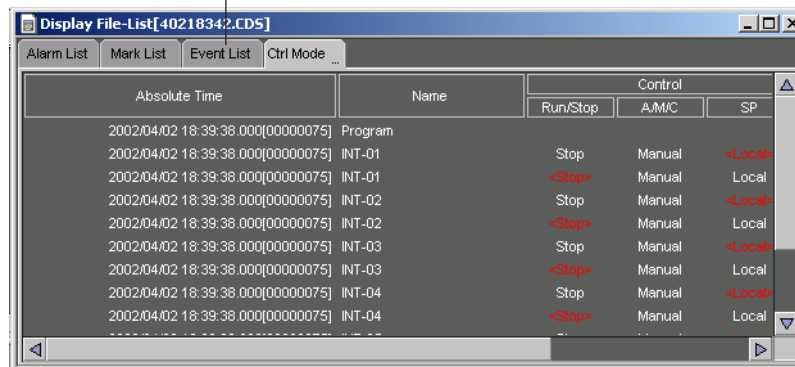 Display File-List[40218342.CDS]
Alarm List Mark List Event List Ctrl Mode ...
Absolute Time Name Control
Run/Stop A/M/C SP
2002/04/02 18:39:38.000[00000075] Program
2002/04/02 18:39:38.000[00000075] INT-01 Stop Manual <Local>
2002/04/02 18:39:38.000[00000075] INT-01 <Stop> Manual Local
2002/04/02 18:39:38.000[00000075] INT-02 Stop Manual <Local>
2002/04/02 18:39:38.000[00000075] INT-02 <Stop> Manual Local
2002/04/02 18:39:38.000[00000075] INT-03 Stop Manual <Local>
2002/04/02 18:39:38.000[00000075] INT-03 <Stop> Manual Local
2002/04/02 18:39:38.000[00000075] INT-04 Stop Manual <Local>
2002/04/02 18:39:38.000[00000075] INT-04 <Stop> Manual Local